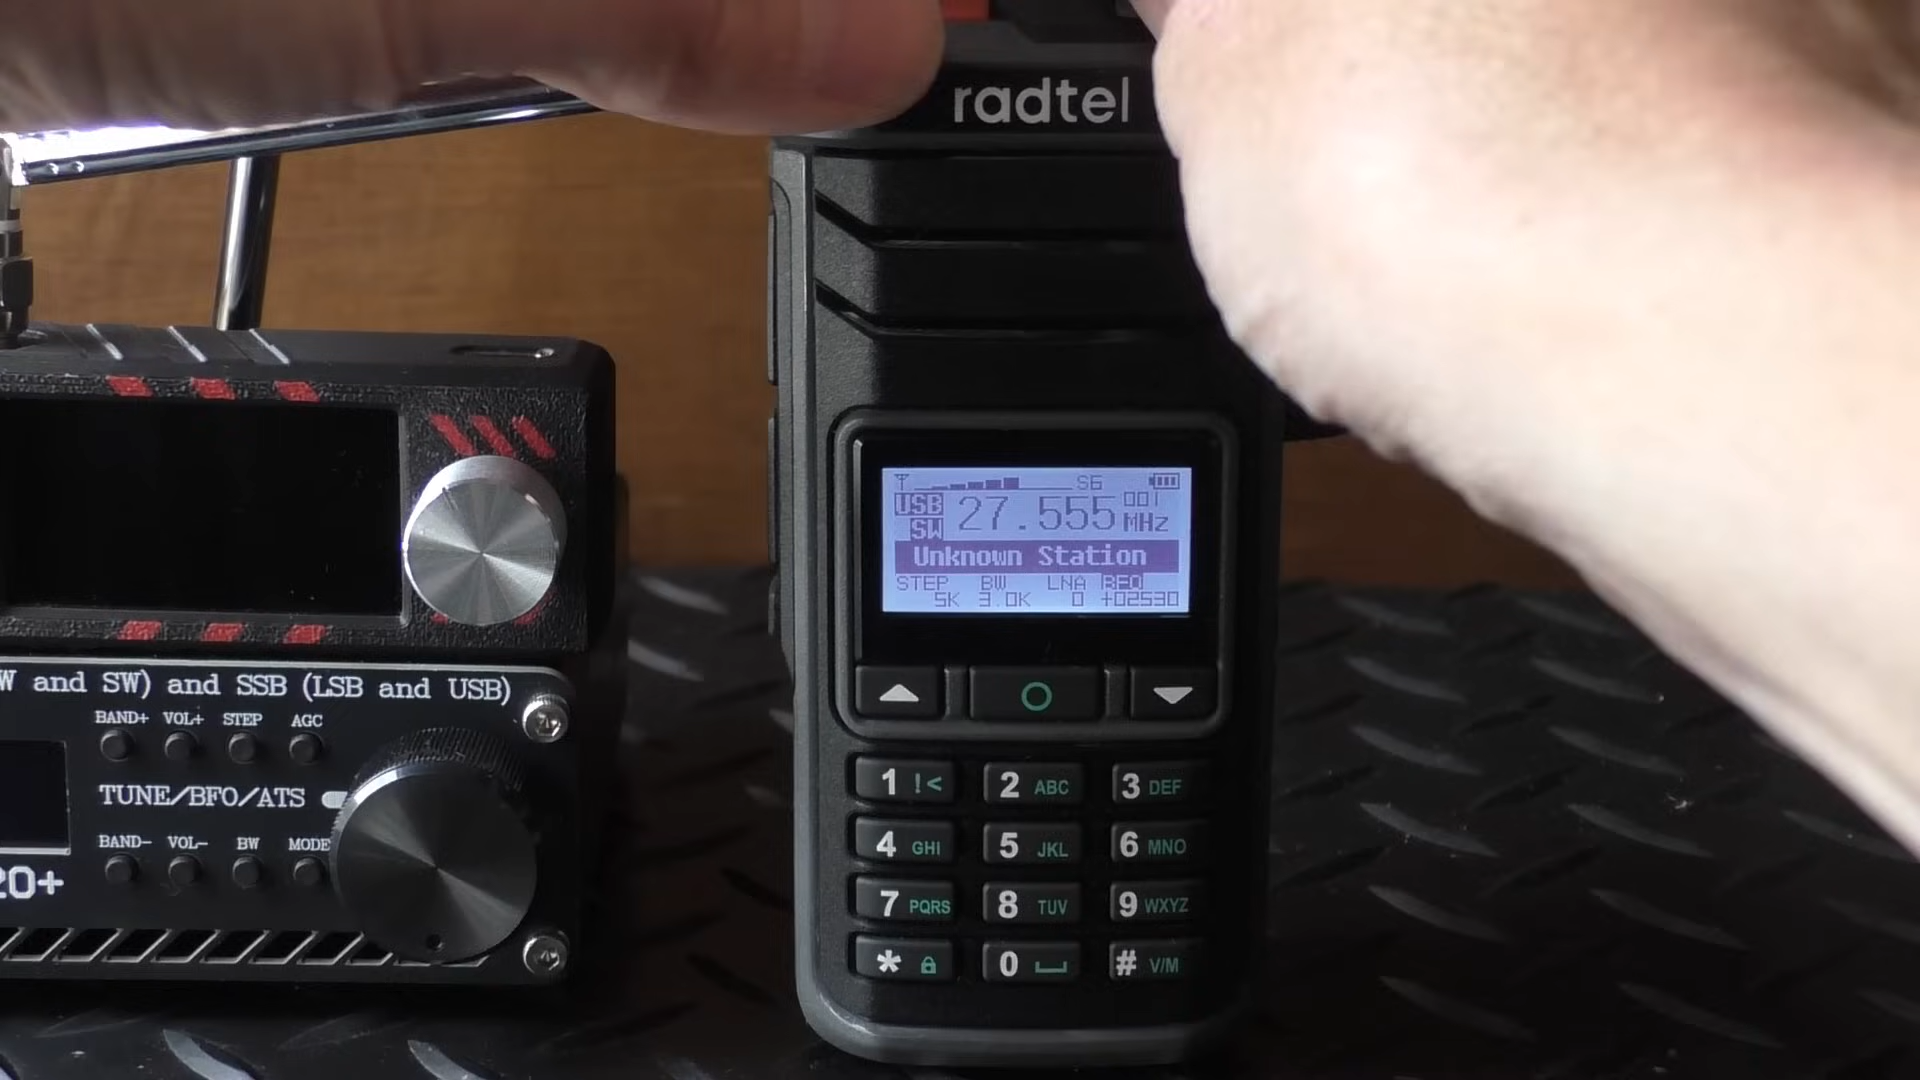 radtel
S6
USB 27.555 001 MHz
SW
Unknown Station
STEP BW LNA BFO
5K 3.0K 0 +02530
W and SW) and SSB (LSB and USB)
BAND+ VOL+ STEP AGC
TUNE/BFO/ATS
BAND- VOL- BW MODE
20+
1 !< 2 ABC 3 DEF
4 GHI 5 JKL 6 MNO
7 PQRS 8 TUV 9 WXYZ
* 0 # V/M